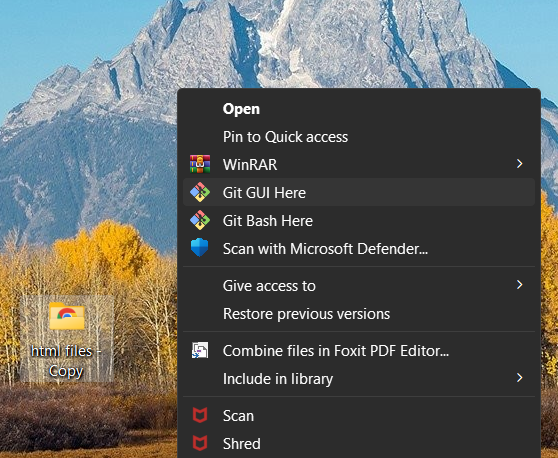 Open
Pin to Quick access
WinRAR
Git GUI Here
Git Bash Here
Scan with Microsoft Defender...
Give access to
Restore previous versions
html files -
Copy
Combine files in Foxit PDF Editor...
Include in library
Scan
Shred